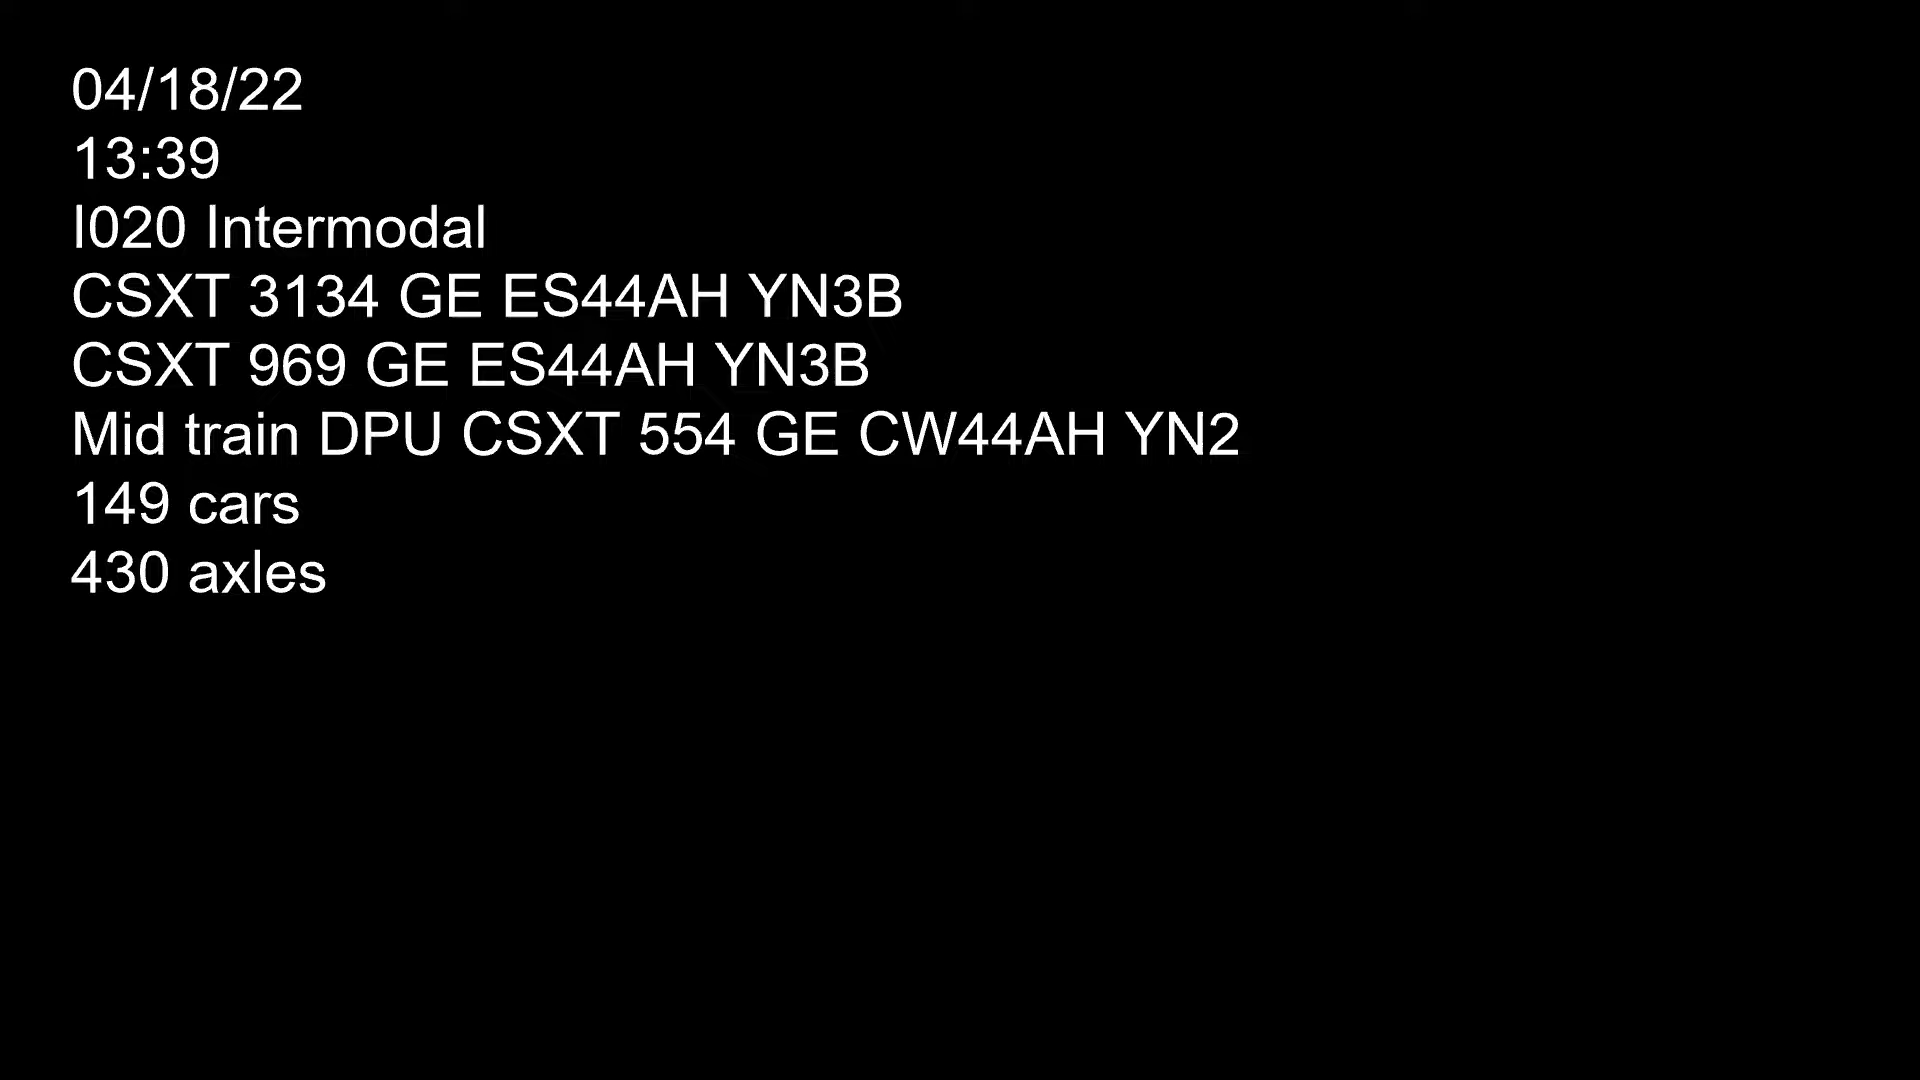 04/18/22
13:39
I020 Intermodal
CSXT 3134 GE ES44AH YN3B
CSXT 969 GE ES44AH YN3B
Mid train DPU CSXT 554 GE CW44AH YN2
149 cars
430 axles